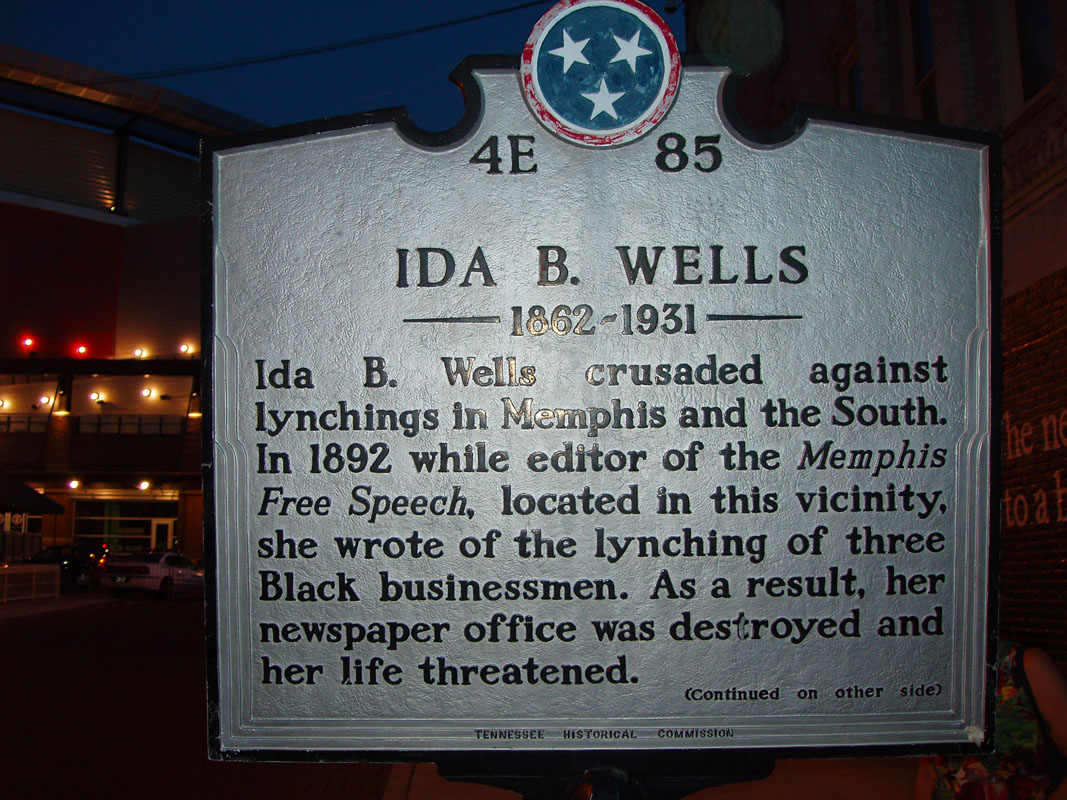 4E 85
IDA B. WELLS
1862~1931
Ida B. Wells crusaded against
lynchings in Memphis and the South.
In 1892 while editor of the Memphis
Free Speech, located in this vicinity,
she wrote of the lynching of three
Black businessmen. As a result, her
newspaper office was destroyed and
her life threatened.
(Continued on other side)
TENNESSEE HISTORICAL COMMISSION
to a